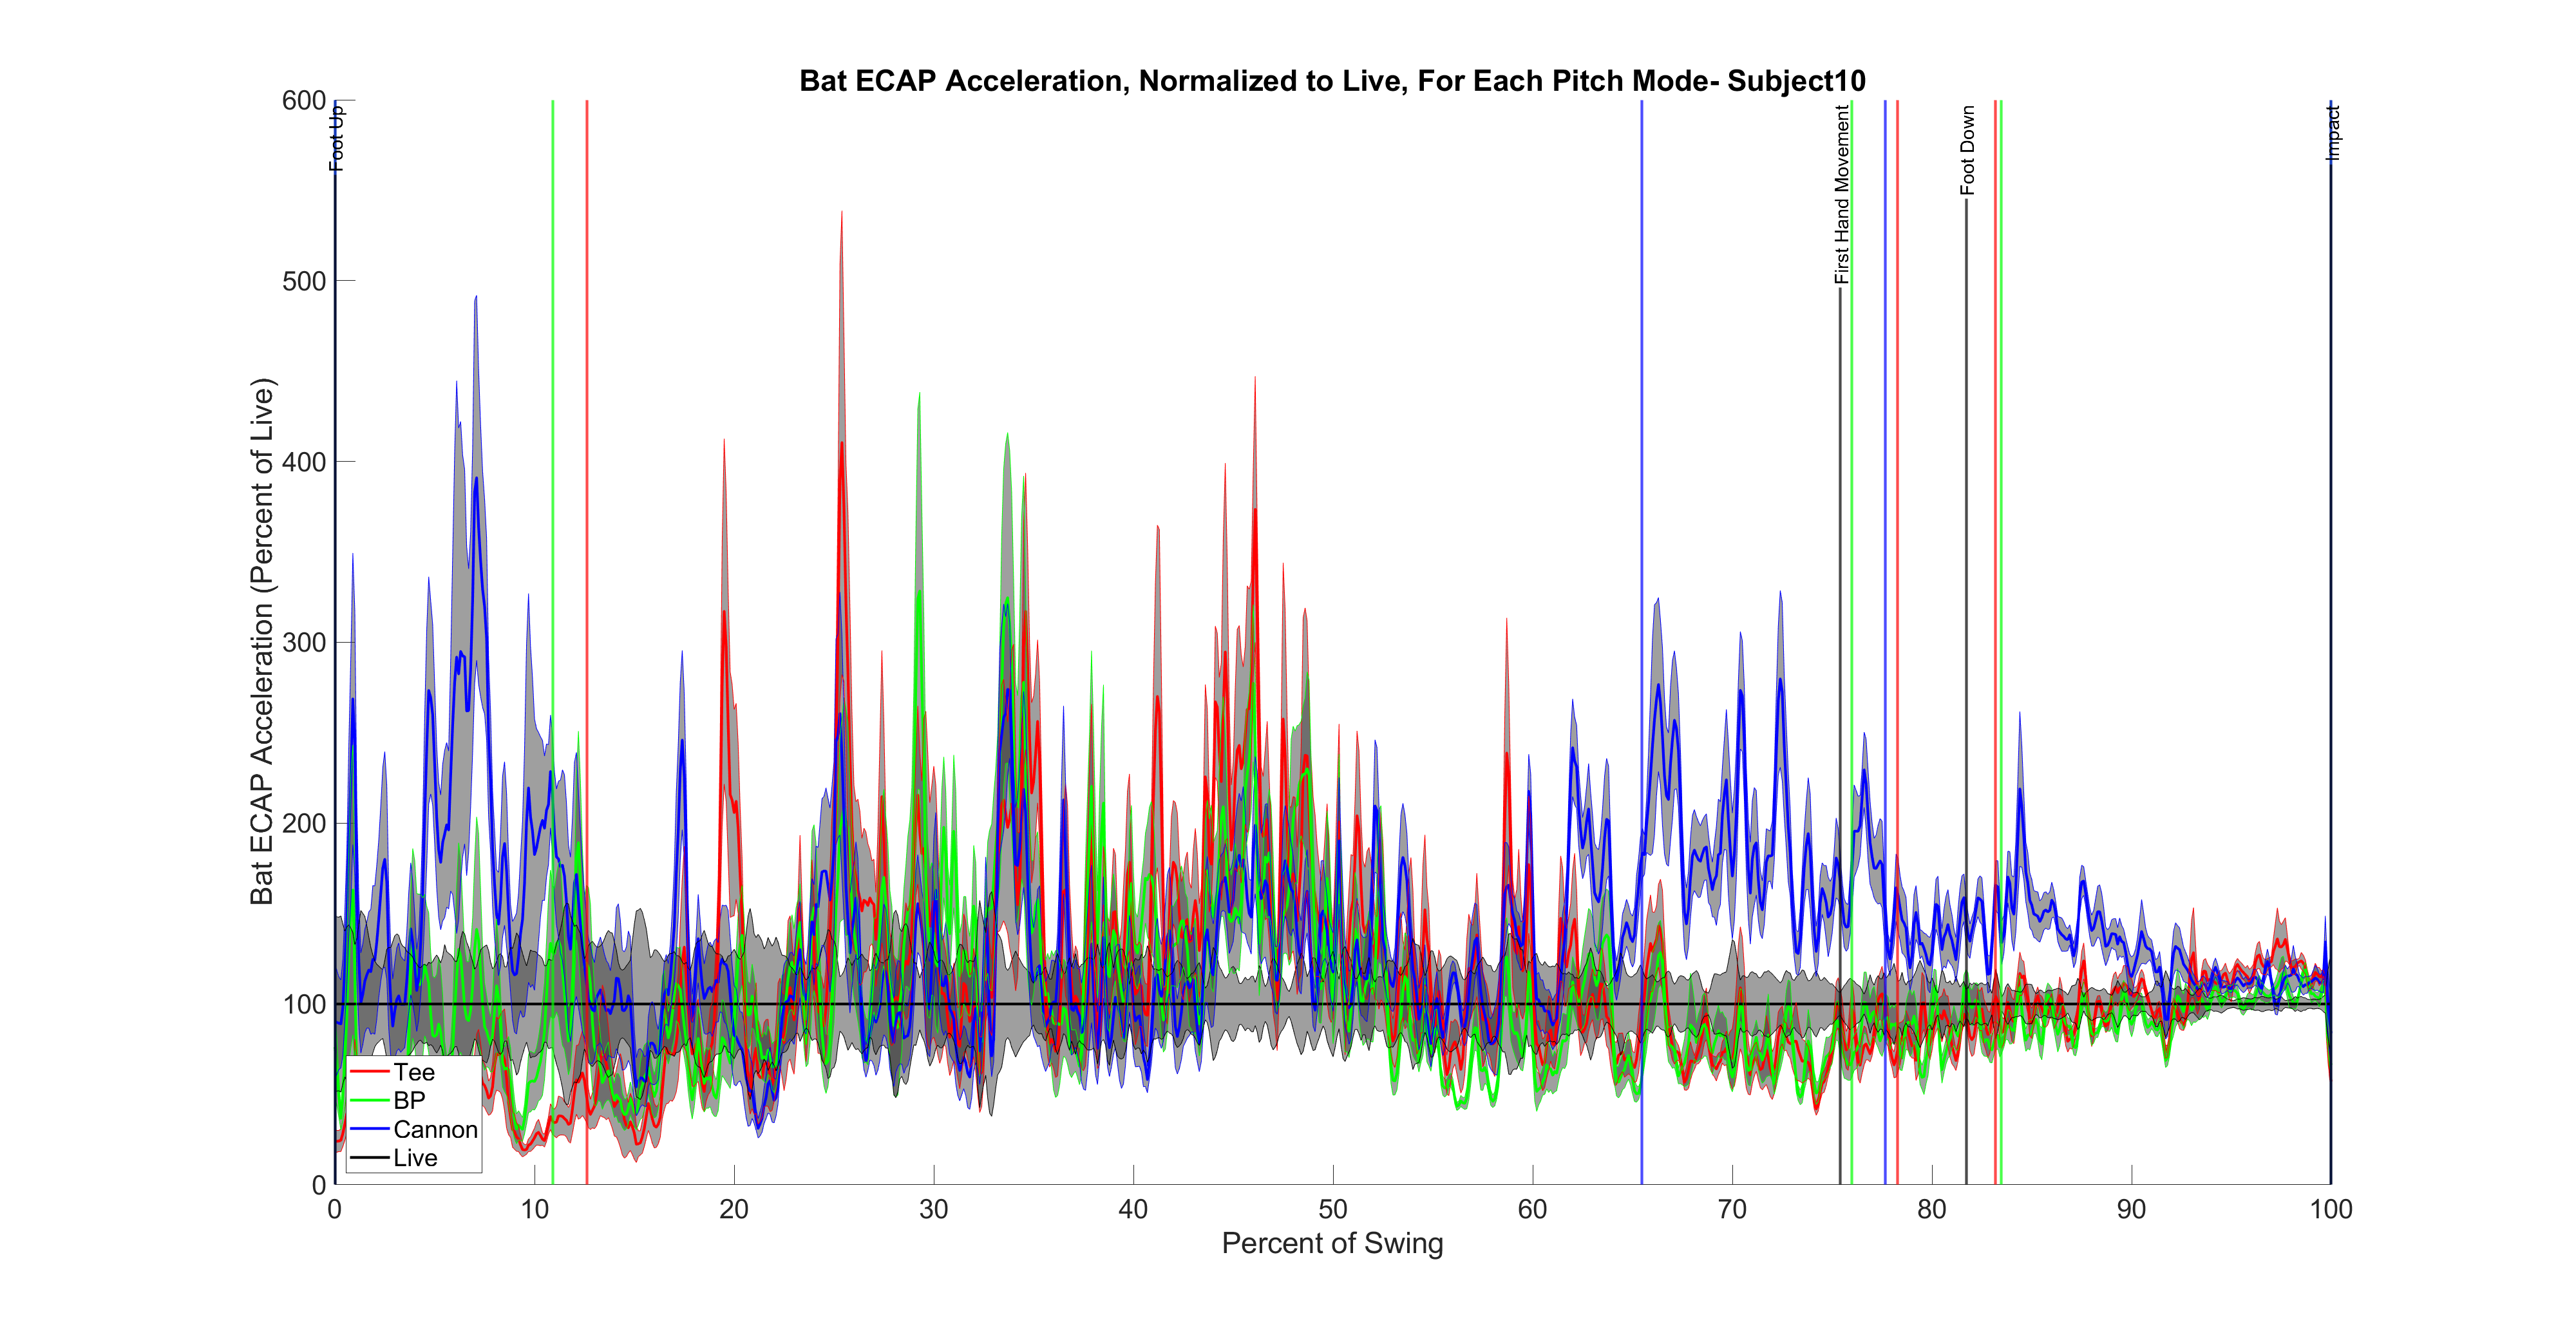 Bat ECAP Acceleration, Normalized to Live, For Each Pitch Mode- Subject10
Bat ECAP Acceleration (Percent of Live)
600
500
400
300
200
100
0
Foot Up
First Hand Movement
Foot Down
Impact
Tee
BP
Cannon
Live
0 10 20 30 40 50 60 70 80 90 100
Percent of Swing